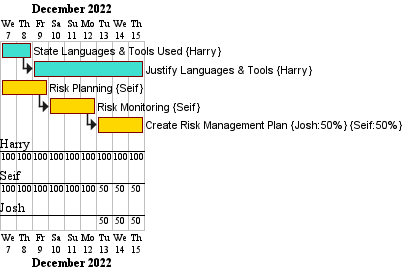 December 2022
We Th Fr Sa Su Mo Tu We Th
7 8 9 10 11 12 13 14 15
State Languages & Tools Used {Harry}
Justify Languages & Tools {Harry}
Risk Planning {Seif}
Risk Monitoring {Seif}
Create Risk Management Plan {Josh:50%} {Seif:50%}
Harry
100 100 100 100 100 100 100 100 100
Seif
100 100 100 100 100 100 50 50 50
Josh
50 50 50
We Th Fr Sa Su Mo Tu We Th
7 8 9 10 11 12 13 14 15
December 2022